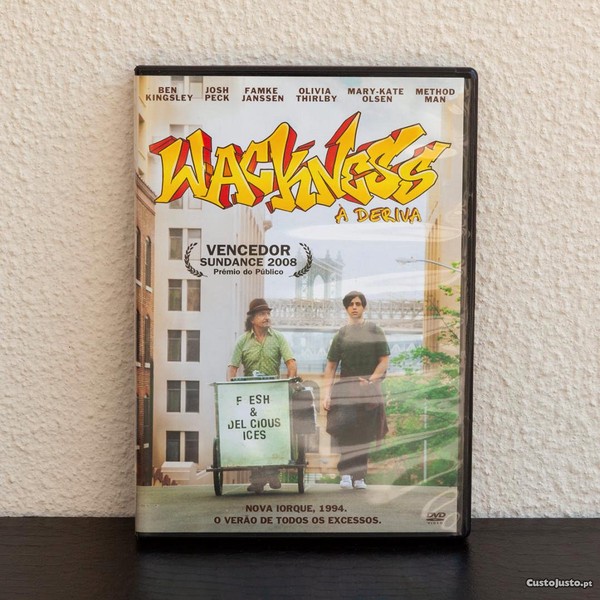 BEN KINGSLEY
JOSH PECK
FAMKE JANSSEN
OLIVIA THIRLBY
MARY-KATE OLSEN
METHOD MAN
WACKNESS
À DERIVA
VENCEDOR
SUNDANCE 2008
Prémio do Público
F ESH
&
DEL CIOUS
ICES
NOVA IORQUE, 1994.
O VERÃO DE TODOS OS EXCESSOS.
DVD
VIDEO
CustoJusto.pt